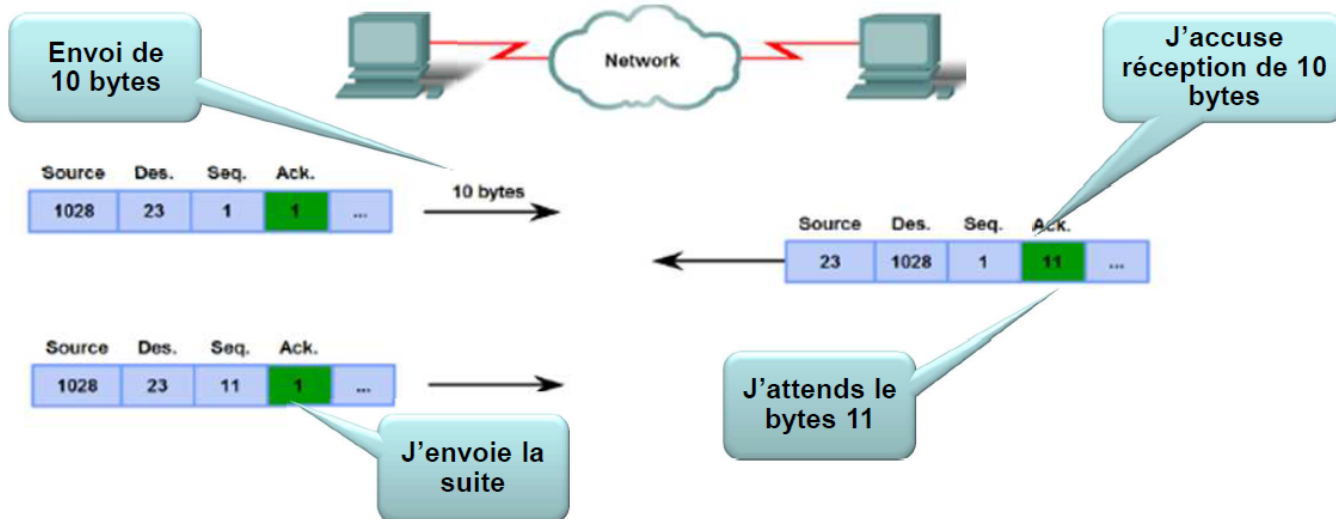 Envoi de
10 bytes
Network
J'accuse
réception de 10
bytes
Source Des. Seq. Ack.
1028 23 1 1 ...
10 bytes
Source Des. Seq. Ack.
23 1028 1 11 ...
Source Des. Seq. Ack.
1028 23 11 1 ...
J'attends le
bytes 11
J'envoie la
suite